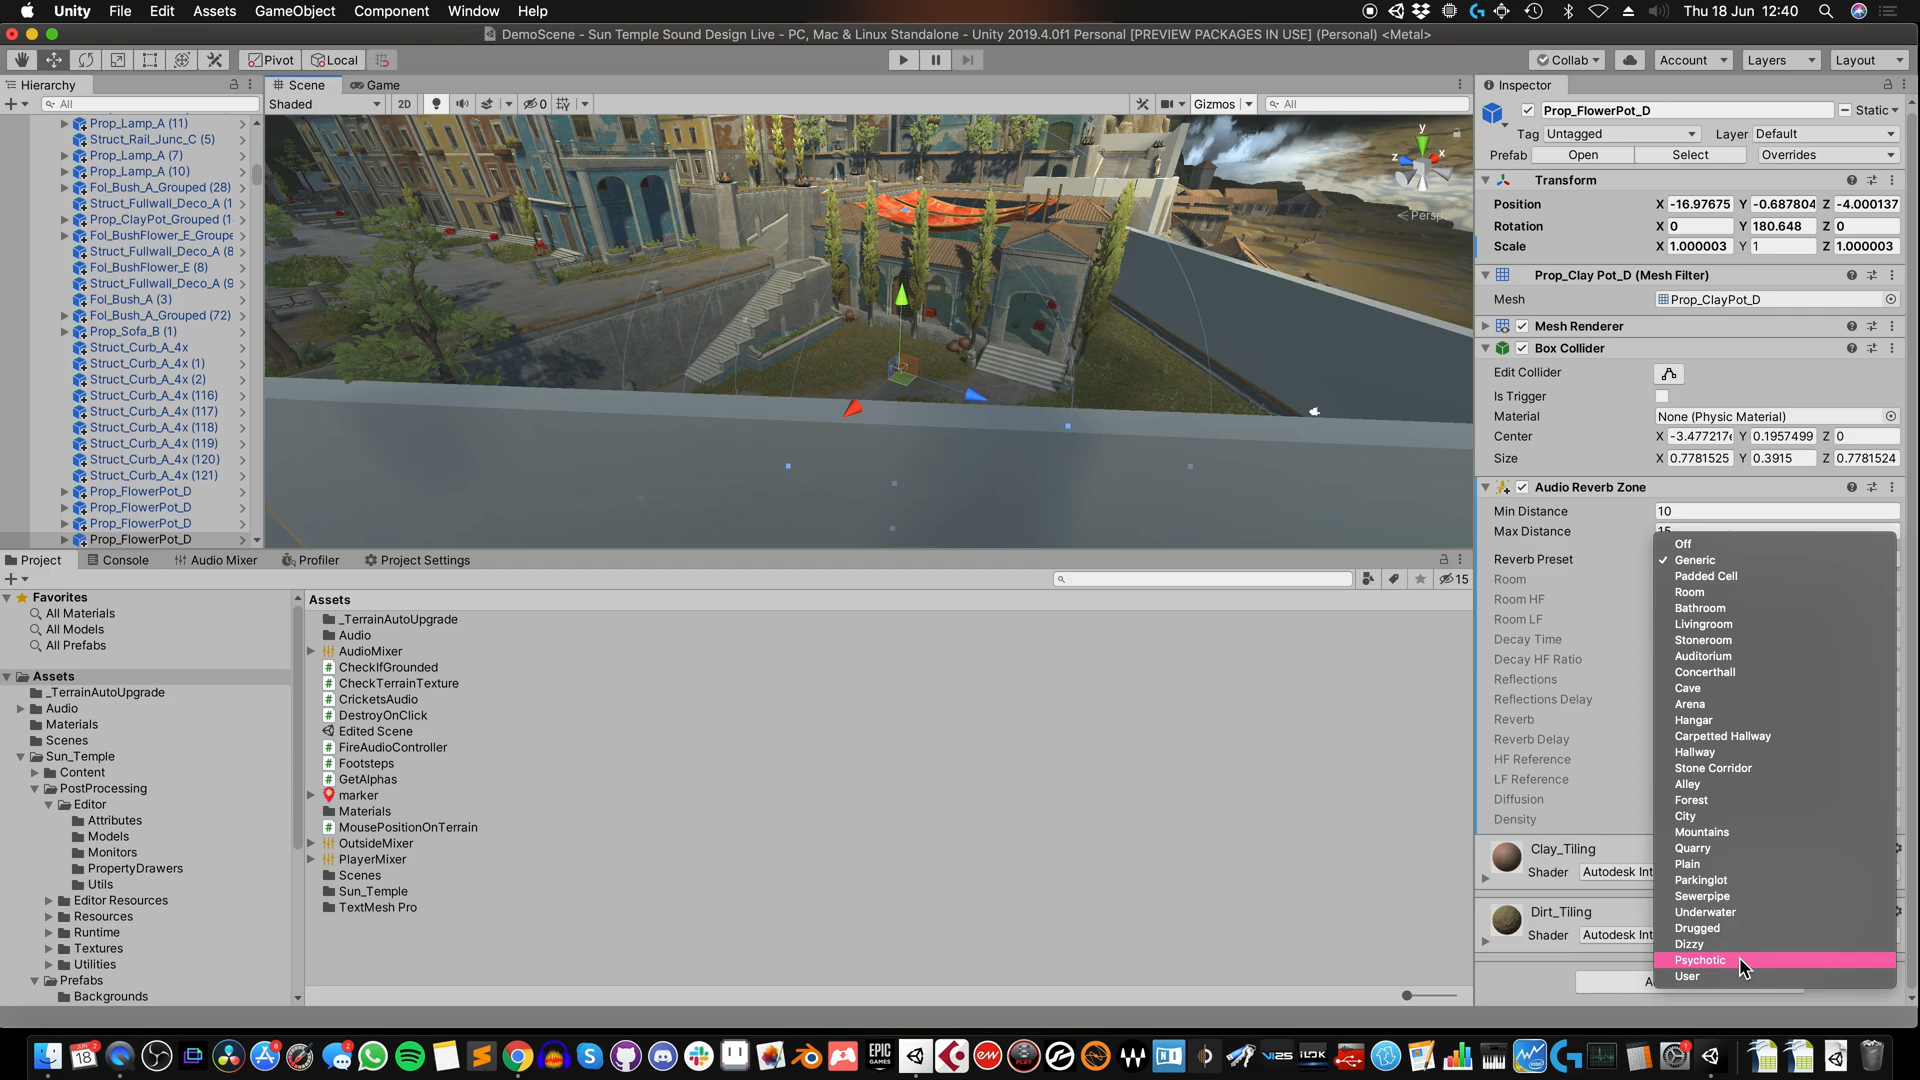 Unity File Edit Assets GameObject Component Window Help Thu 18 Jun 12:40
DemoScene - Sun Temple Sound Design Live - PC, Mac & Linux Standalone - Unity 2019.4.0f1 Personal [PREVIEW PACKAGES IN USE] (Personal) <Metal>
Pivot Local Collab Account Layers Layout
Hierarchy
All
Prop_Lamp_A (11)
Struct_Rail_Junc_C (5)
Prop_Lamp_A (7)
Prop_Lamp_A (10)
Fol_Bush_A_Grouped (28)
Struct_Fullwall_Deco_A (1
Prop_ClayPot_Grouped (1
Fol_BushFlower_E_Groupe
Struct_Fullwall_Deco_A (8
Fol_BushFlower_E (8)
Struct_Fullwall_Deco_A (9
Fol_Bush_A (3)
Fol_Bush_A_Grouped (72)
Prop_Sofa_B (1)
Struct_Curb_A_4x
Struct_Curb_A_4x (1)
Struct_Curb_A_4x (2)
Struct_Curb_A_4x (116)
Struct_Curb_A_4x (117)
Struct_Curb_A_4x (118)
Struct_Curb_A_4x (119)
Struct_Curb_A_4x (120)
Struct_Curb_A_4x (121)
Prop_FlowerPot_D
Prop_FlowerPot_D
Prop_FlowerPot_D
Prop_FlowerPot_D
Scene Game
Shaded 2D 0 Gizmos All
y
z x
Persp
Inspector
Prop_FlowerPot_D Static
Tag Untagged Layer Default
Prefab Open Select Overrides
Transform
Position X -16.97675 Y -0.687804 Z -4.000137
Rotation X 0 Y 180.648 Z 0
Scale X 1.000003 Y 1 Z 1.000003
Prop_Clay Pot_D (Mesh Filter)
Mesh Prop_ClayPot_D
Mesh Renderer
Box Collider
Edit Collider
Is Trigger
Material None (Physic Material)
Center X -3.477217e Y 0.1957499 Z 0
Size X 0.7781525 Y 0.3915 Z 0.7781524
Audio Reverb Zone
Min Distance 10
Max Distance 15
Reverb Preset
Room
Room HF
Room LF
Decay Time
Decay HF Ratio
Reflections
Reflections Delay
Reverb
Reverb Delay
HF Reference
LF Reference
Diffusion
Density
Clay_Tiling
Shader Autodesk Int
Dirt_Tiling
Shader Autodesk Int
A
Off
Generic
Padded Cell
Room
Bathroom
Livingroom
Stoneroom
Auditorium
Concerthall
Cave
Arena
Hangar
Carpetted Hallway
Hallway
Stone Corridor
Alley
Forest
City
Mountains
Quarry
Plain
Parkinglot
Sewerpipe
Underwater
Drugged
Dizzy
Psychotic
User
Project Console Audio Mixer Profiler Project Settings
15
Favorites
All Materials
All Models
All Prefabs
Assets
_TerrainAutoUpgrade
Audio
Materials
Scenes
Sun_Temple
Content
PostProcessing
Editor
Attributes
Models
Monitors
PropertyDrawers
Utils
Editor Resources
Resources
Runtime
Textures
Utilities
Prefabs
Backgrounds
Assets
_TerrainAutoUpgrade
Audio
AudioMixer
CheckIfGrounded
CheckTerrainTexture
CricketsAudio
DestroyOnClick
Edited Scene
FireAudioController
Footsteps
GetAlphas
marker
Materials
MousePositionOnTerrain
OutsideMixer
PlayerMixer
Scenes
Sun_Temple
TextMesh Pro
JUN
18
EPIC
GAMES
EW
PLAY
W
Vi25
iLOK